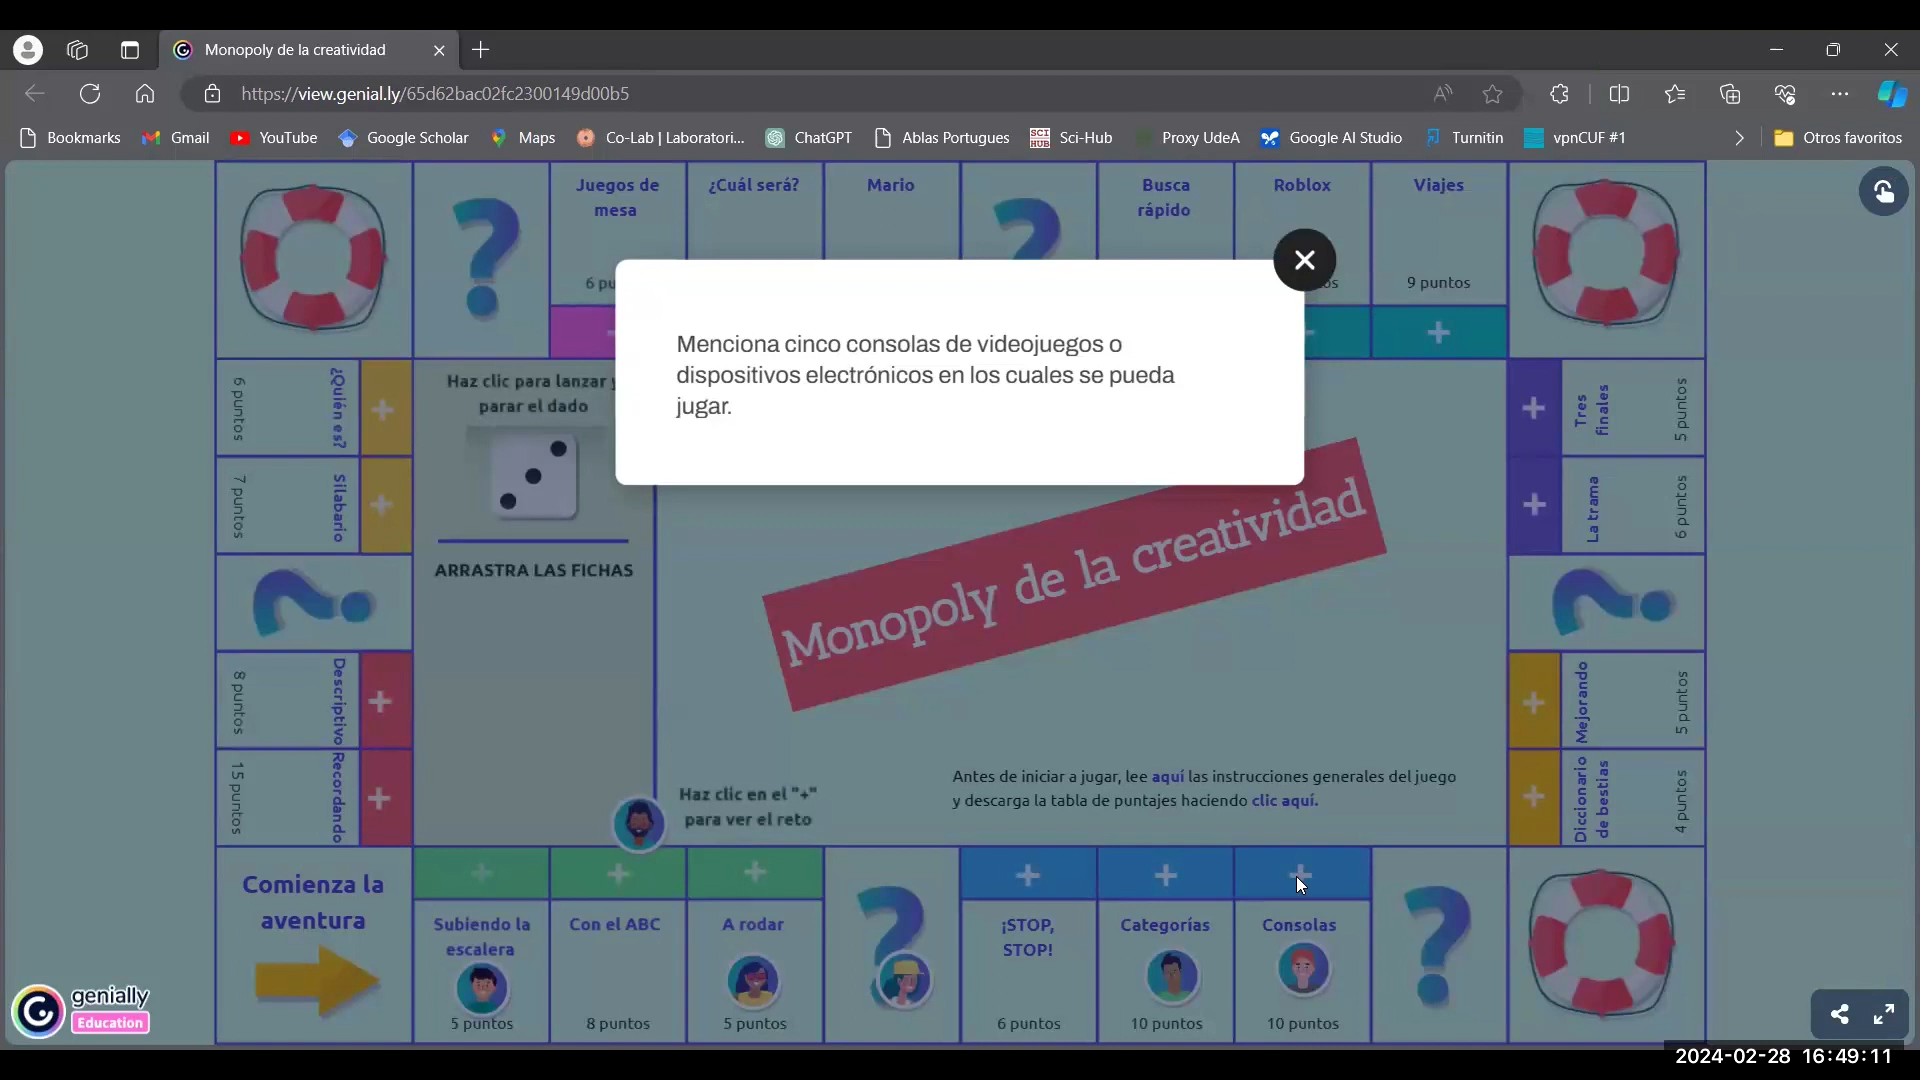 Monopoly de la creatividad
https://view.genial.ly/65d62bac02fc2300149d00b5
Bookmarks
Gmail
YouTube
Google Scholar
Maps
Co-Lab | Laboratori...
ChatGPT
Ablas Portugues
SCI
HUB
Sci-Hub
Proxy UdeA
Google AI Studio
Turnitin
vpnCUF #1
Otros favoritos
Juegos de
mesa
¿Cuál será?
Mario
Busca
rápido
Roblox
Viajes
9 puntos
Menciona cinco consolas de videojuegos o
dispositivos electrónicos en los cuales se pueda
jugar.
¿Quién es?
6 puntos
Silabario
7 puntos
Descriptivo
8 puntos
Recordando
15 puntos
Haz clic para lanzar y
parar el dado
ARRASTRA LAS FICHAS
Monopoly de la creatividad
Haz clic en el "+"
para ver el reto
Antes de iniciar a jugar, lee aquí las instrucciones generales del juego
y descarga la tabla de puntajes haciendo clic aquí.
Tres
finales
5 puntos
La trama
6 puntos
Mejorando
5 puntos
Diccionario
de bestias
4 puntos
Comienza la
aventura
Subiendo la
escalera
5 puntos
Con el ABC
8 puntos
A rodar
5 puntos
¡STOP,
STOP!
6 puntos
Categorías
10 puntos
Consolas
10 puntos
genially
Education
2024-02-28 16:49:11